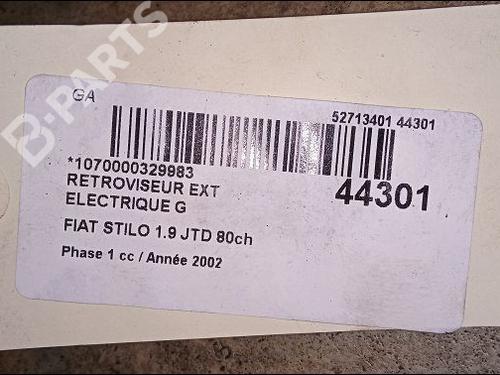 B-PARTS
GA
52713401 44301
*1070000329983
44301
RETROVISEUR EXT
ELECTRIQUE G
FIAT STILO 1.9 JTD 80ch
Phase 1 cc / Année 2002